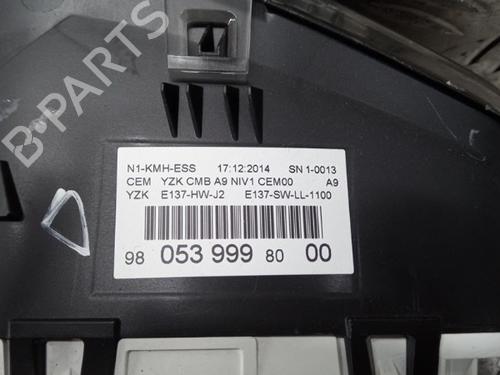 N1-KMH-ESS 17:12:2014 SN 1-0013
CEM YZK CMB A9 NIV1 CEM00 A9
YZK E137-HW-J2 E137-SW-LL-1100
98 053 999 80 00
B-PARTS